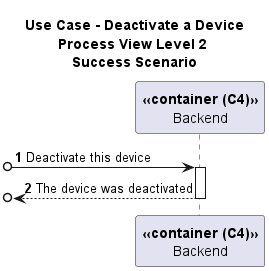 Use Case - Deactivate a Device
Process View Level 2
Success Scenario
«container (C4)»
Backend
1 Deactivate this device
2 The device was deactivated
«container (C4)»
Backend